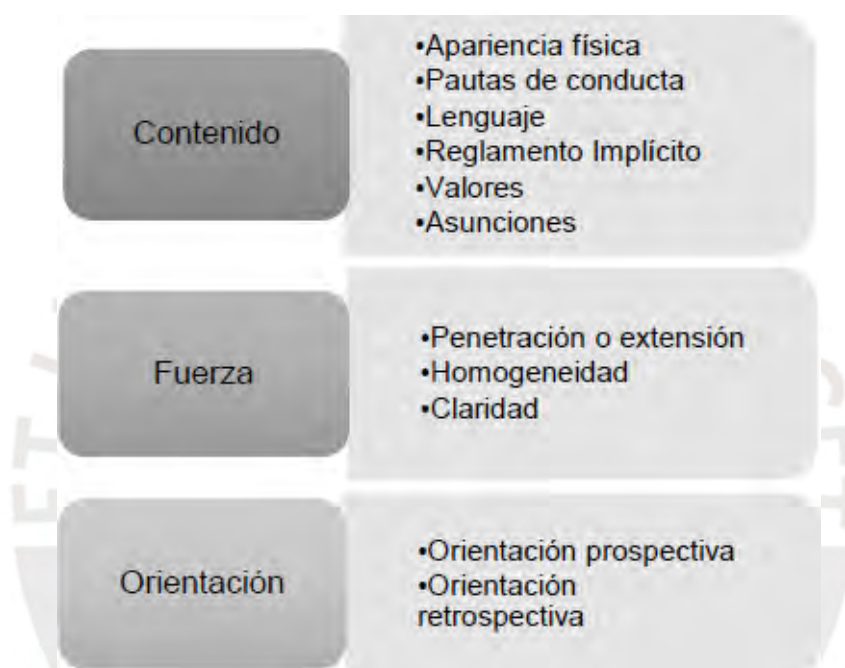 Contenido
•Apariencia física
•Pautas de conducta
•Lenguaje
•Reglamento Implícito
•Valores
•Asunciones
Fuerza
•Penetración o extensión
•Homogeneidad
•Claridad
Orientación
•Orientación prospectiva
•Orientación
retrospectiva